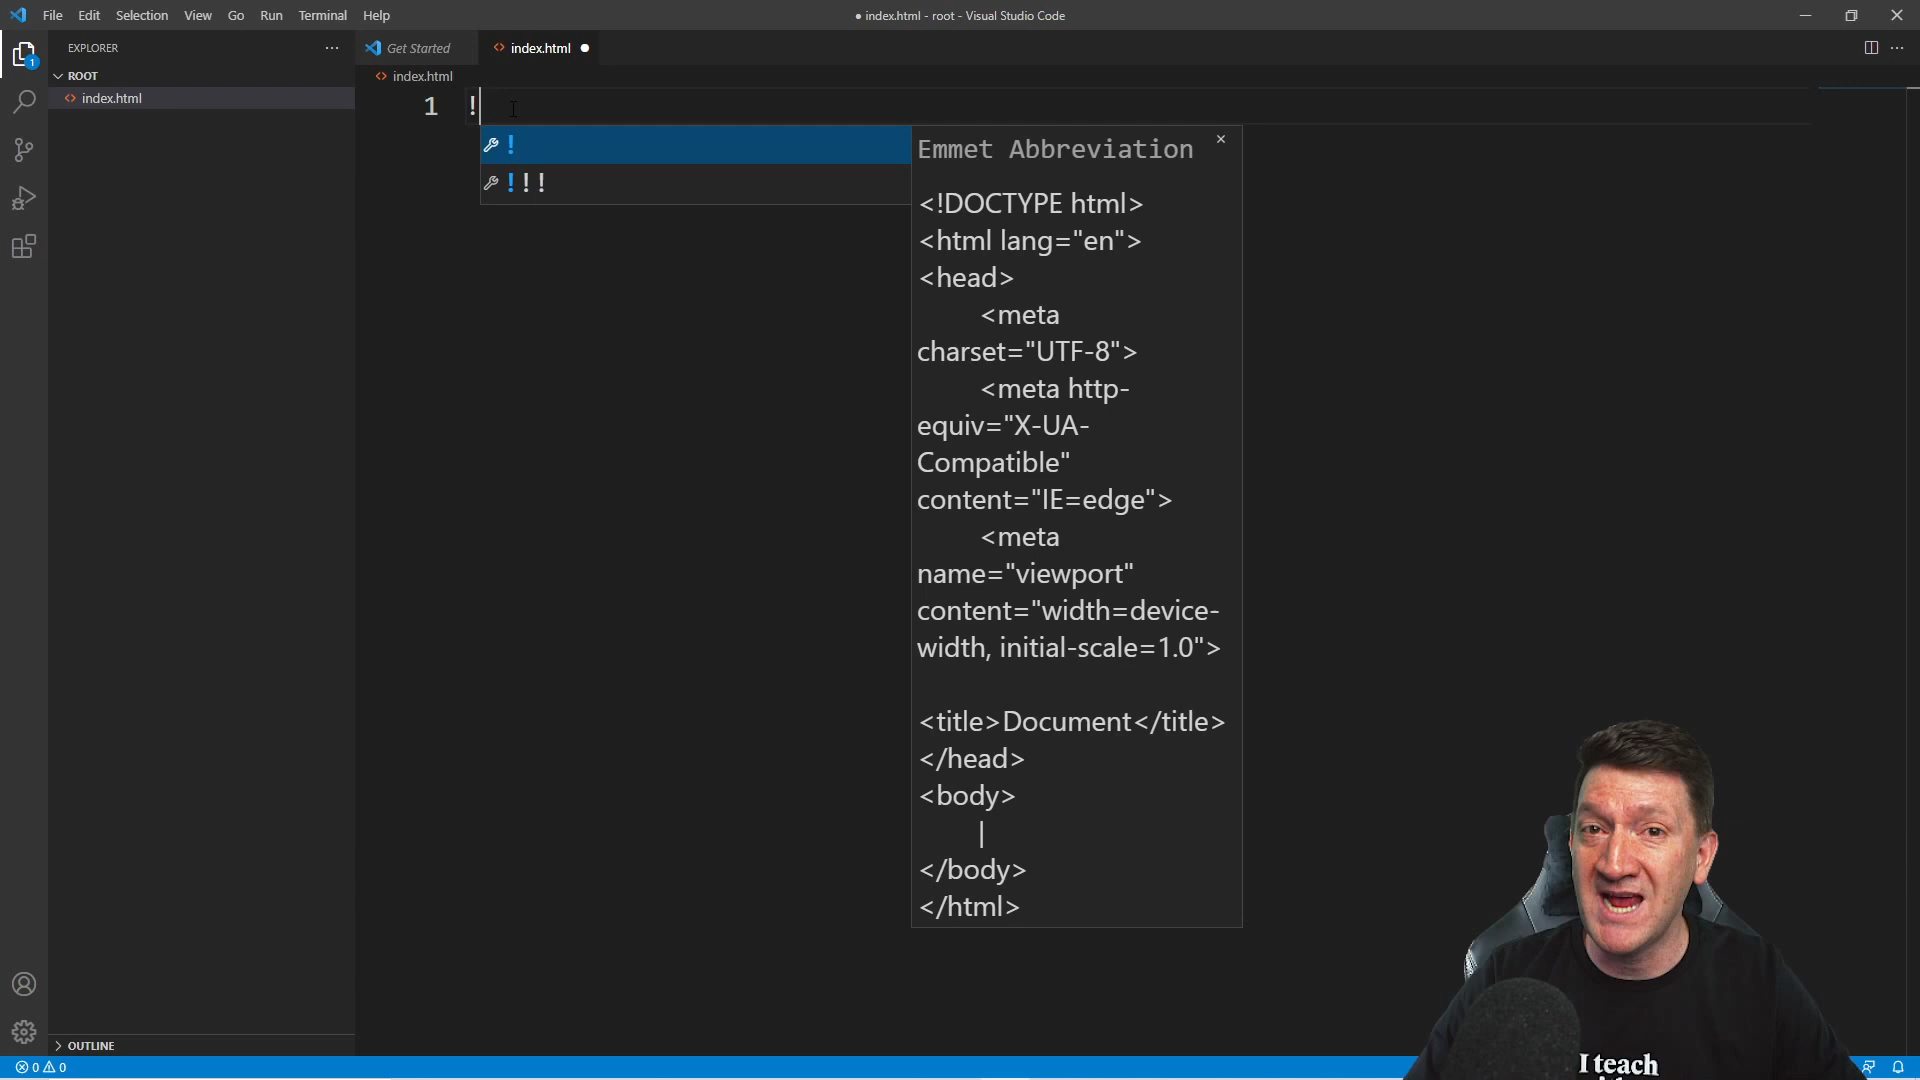 File Edit Selection View Go Run Terminal Help
● index.html - root - Visual Studio Code
EXPLORER
ROOT
index.html
OUTLINE
Get Started
index.html
index.html
1 !
!
!!!
Emmet Abbreviation
<!DOCTYPE html>
<html lang="en">
<head>
<meta
charset="UTF-8">
<meta http-
equiv="X-UA-
Compatible"
content="IE=edge">
<meta
name="viewport"
content="width=device-
width, initial-scale=1.0">
<title>Document</title>
</head>
<body>
|
</body>
</html>
1
I teach
0 0